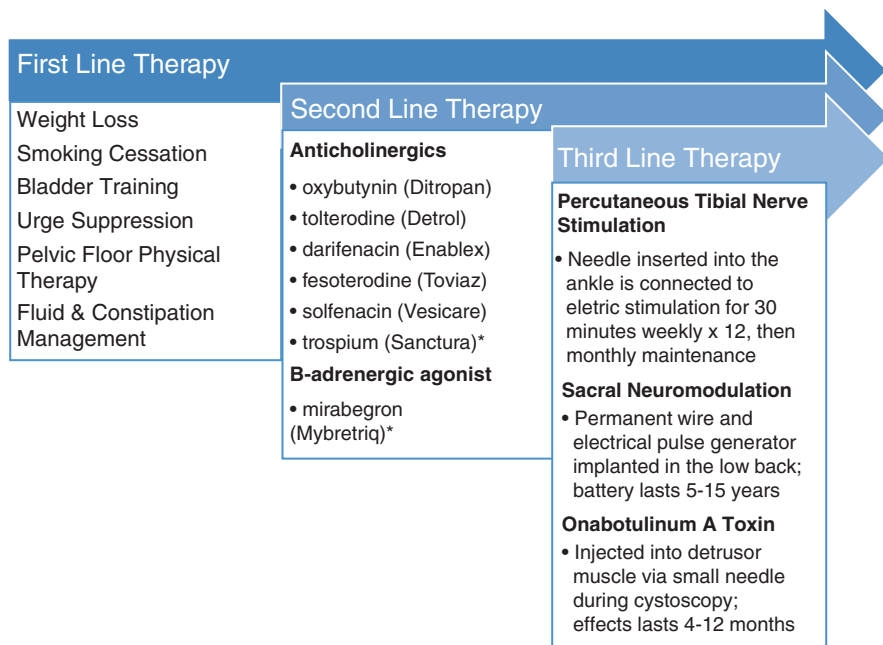 First Line Therapy
Weight Loss
Smoking Cessation
Bladder Training
Urge Suppression
Pelvic Floor Physical
Therapy
Fluid & Constipation
Management
Second Line Therapy
Anticholinergics
• oxybutynin (Ditropan)
• tolterodine (Detrol)
• darifenacin (Enablex)
• fesoterodine (Toviaz)
• solfenacin (Vesicare)
• trospium (Sanctura)*
B-adrenergic agonist
• mirabegron
(Mybretriq)*
Third Line Therapy
Percutaneous Tibial Nerve
Stimulation
• Needle inserted into the
ankle is connected to
eletric stimulation for 30
minutes weekly x 12, then
monthly maintenance
Sacral Neuromodulation
• Permanent wire and
electrical pulse generator
implanted in the low back;
battery lasts 5-15 years
Onabotulinum A Toxin
• Injected into detrusor
muscle via small needle
during cystoscopy;
effects lasts 4-12 months